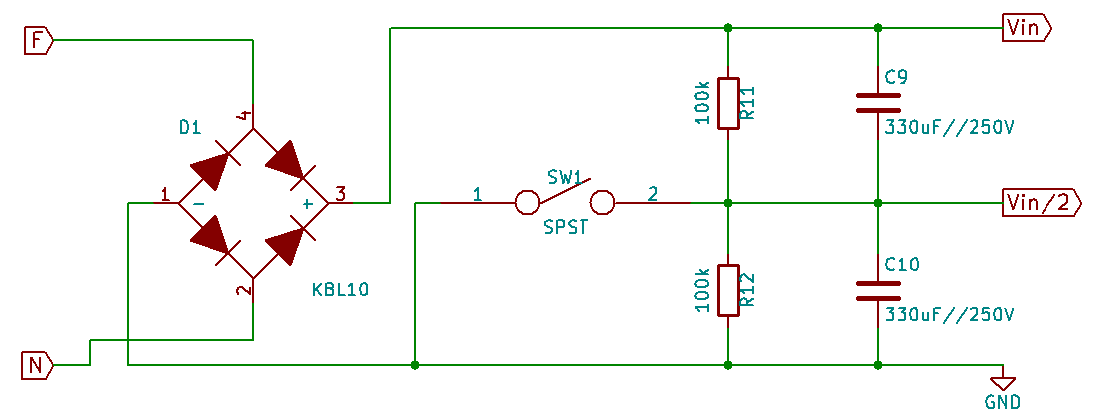 F
Vin
C9
100k
R11
330uF//250V
4
D1
SW1
1
-
+
3
1
2
Vin/2
SPST
C10
100k
R12
2
KBL10
330uF//250V
N
GND